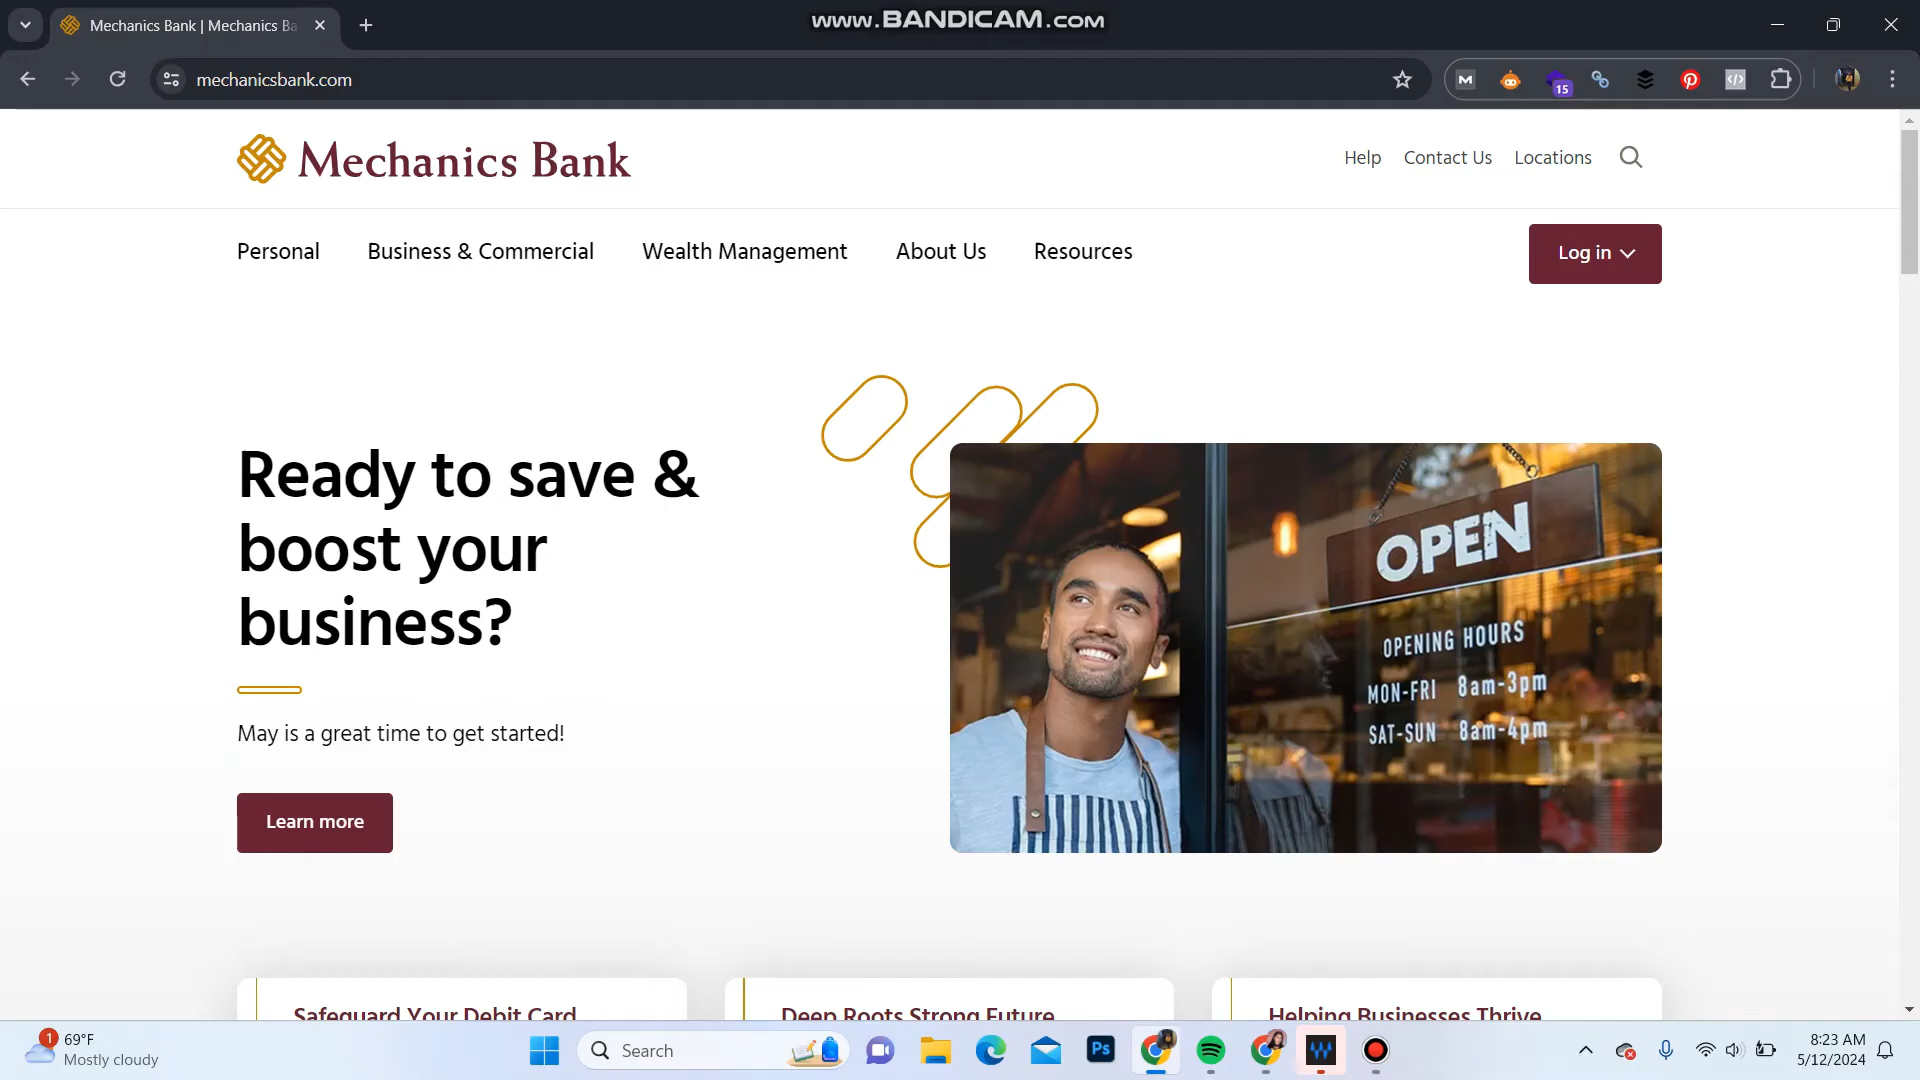 Mechanics Bank | Mechanics Ba
www.BANDICAM.com
mechanicsbank.com
15
Mechanics Bank
Help Contact Us Locations
Personal Business & Commercial Wealth Management About Us Resources
Log in
Ready to save &
boost your
business?
May is a great time to get started!
Learn more
OPEN
OPENING HOURS
MON-FRI 8am-3pm
SAT-SUN 8am-4pm
Safeguard Your Debit Card
Deep Roots Strong Future
Helping Businesses Thrive
1
69°F
Mostly cloudy
Search
Ps
8:23 AM
5/12/2024